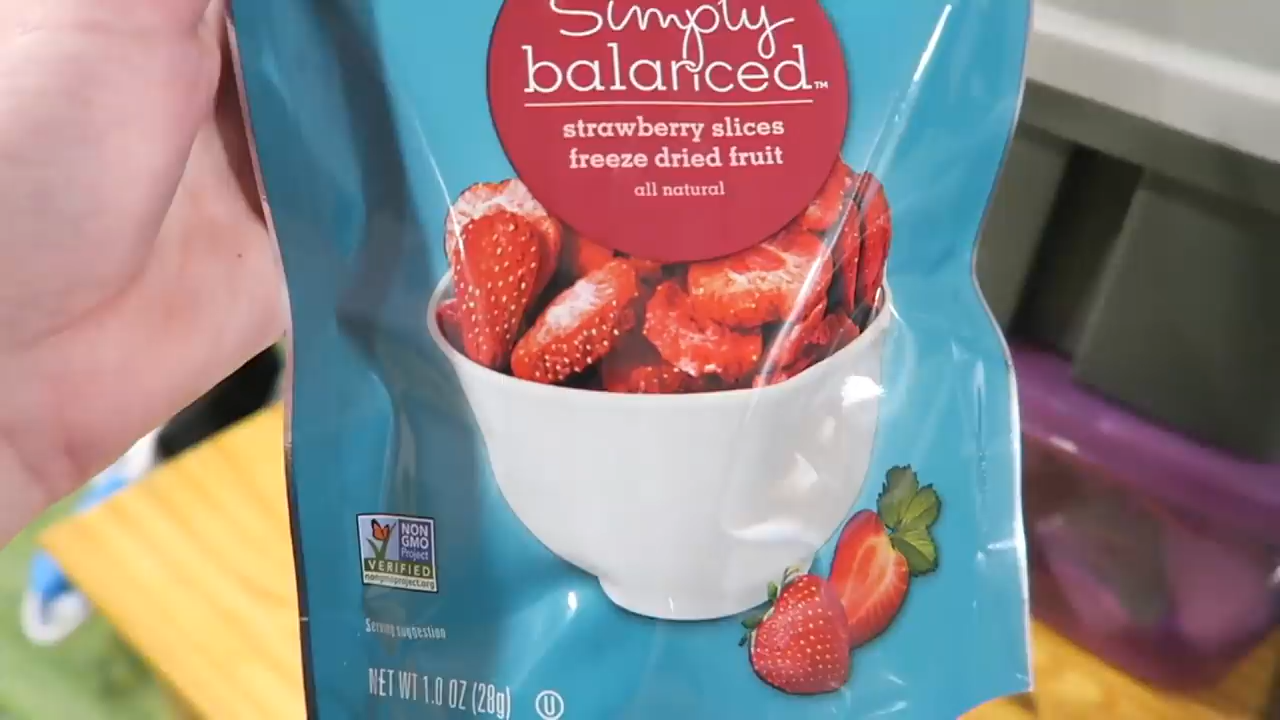 Simply
balanced™
strawberry slices
freeze dried fruit
all natural
NON
GMO
Project
VERIFIED
nongmoproject.org
Serving suggestion
NET WT 1.0 OZ (28g)
U